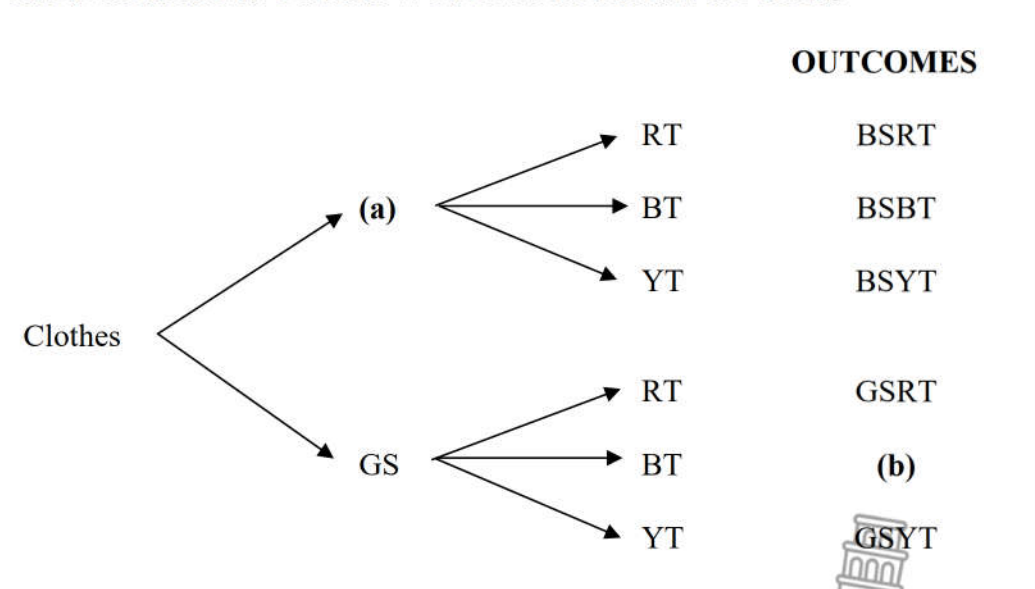 OUTCOMES
RT BSRT
(a) BT BSBT
YT BSYT
Clothes
RT GSRT
GS BT (b)
YT GSYT